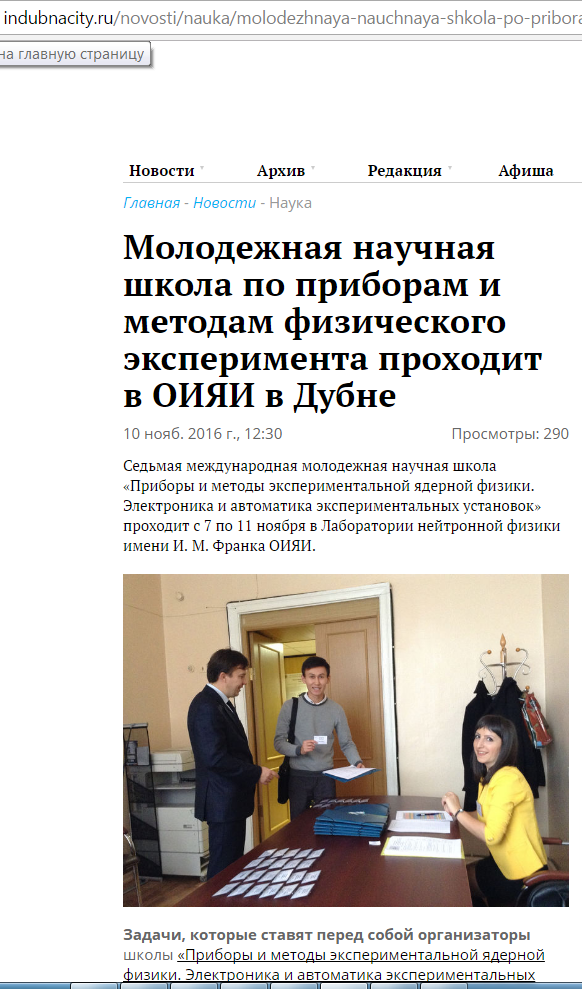 indubnacity.ru/novosti/nauka/molodezhnaya-nauchnaya-shkola-po-pribora
на главную страницу
Новости Архив Редакция Афиша
Главная - Новости - Наука
Молодежная научная
школа по приборам и
методам физического
эксперимента проходит
в ОИЯИ в Дубне
10 нояб. 2016 г., 12:30 Просмотры: 290
Седьмая международная молодежная научная школа
«Приборы и методы экспериментальной ядерной физики.
Электроника и автоматика экспериментальных установок»
проходит с 7 по 11 ноября в Лаборатории нейтронной физики
имени И. М. Франка ОИЯИ.
Задачи, которые ставят перед собой организаторы
школы «Приборы и методы экспериментальной ядерной
физики. Электроника и автоматика экспериментальных